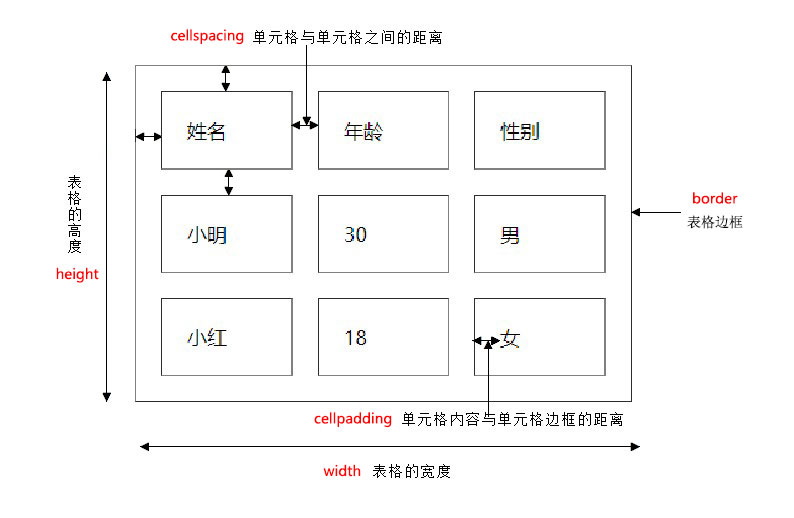 cellspacing 单元格与单元格之间的距离
姓名 年龄 性别
表格的高度
height
border
表格边框
小明 30 男
小红 18 女
cellpadding 单元格内容与单元格边框的距离
width 表格的宽度